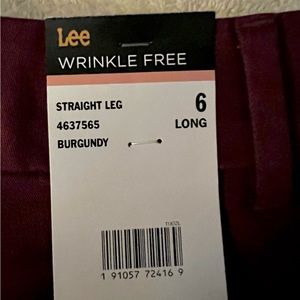 Lee
WRINKLE FREE
STRAIGHT LEG
4637565
BURGUNDY
6
LONG
1 91057 72416 9